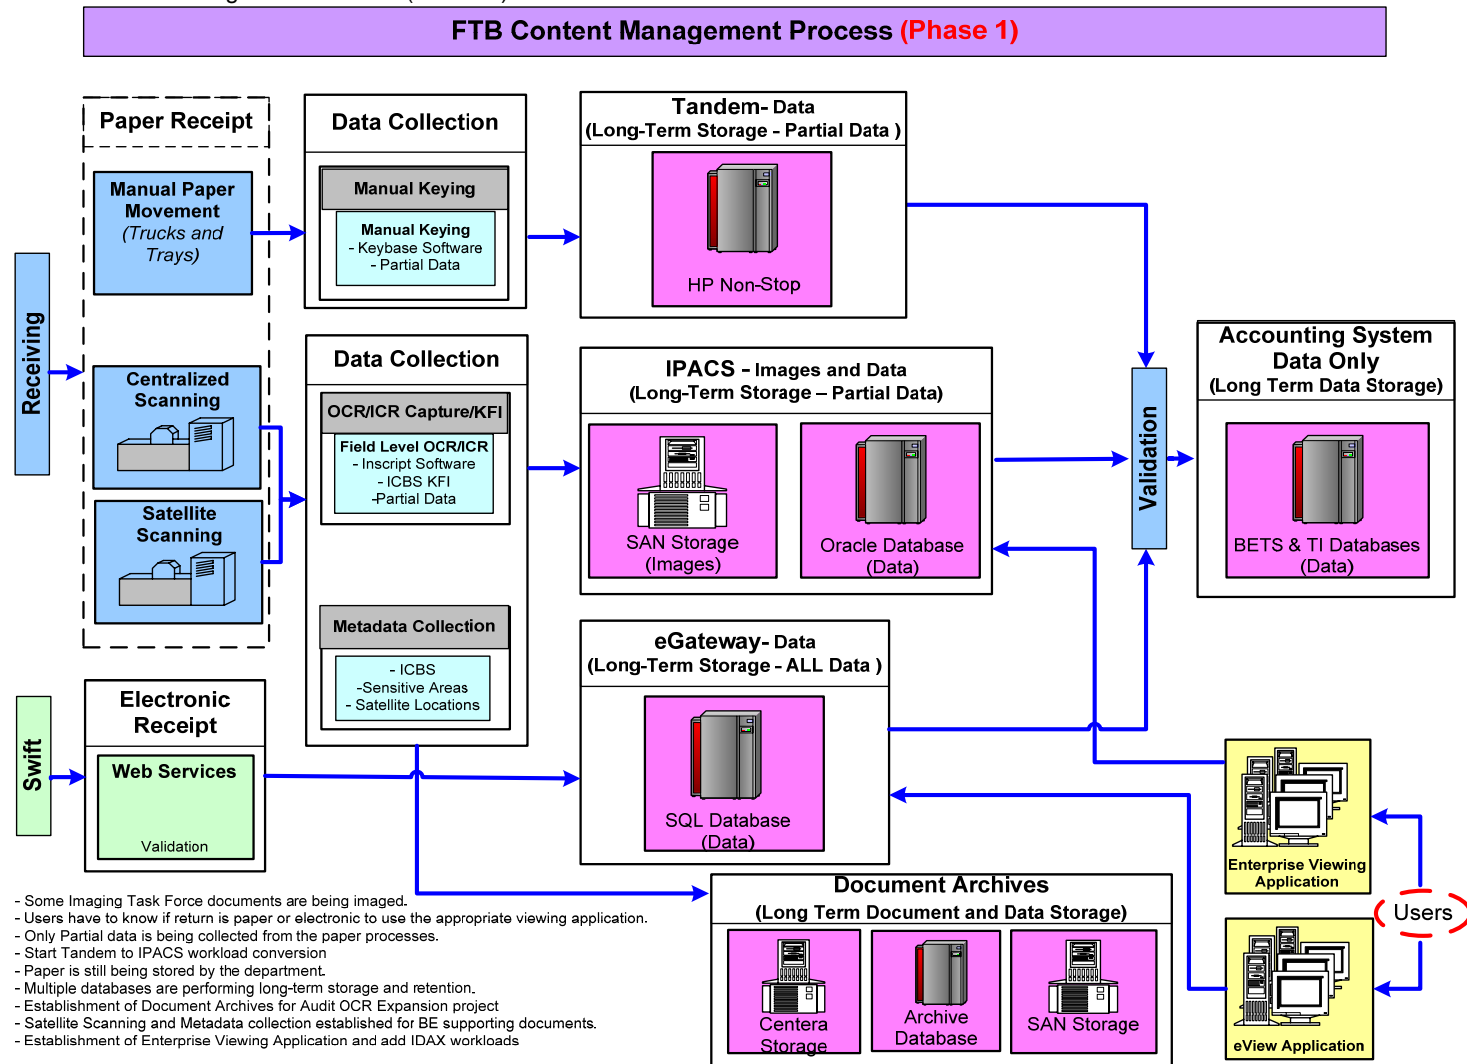 FTB Content Management Process (Phase 1)
Paper Receipt
Manual Paper
Movement
(Trucks and
Trays)
Centralized
Scanning
Satellite
Scanning
Receiving
Swift
Electronic
Receipt
Web Services
Validation
Data Collection
Manual Keying
Manual Keying
- Keybase Software
- Partial Data
Data Collection
OCR/ICR Capture/KFI
Field Level OCR/ICR
- Inscript Software
- ICBS KFI
-Partial Data
Metadata Collection
- ICBS
-Sensitive Areas
- Satellite Locations
Tandem- Data
(Long-Term Storage - Partial Data )
HP Non-Stop
IPACS - Images and Data
(Long-Term Storage – Partial Data)
SAN Storage
(Images)
Oracle Database
(Data)
eGateway- Data
(Long-Term Storage - ALL Data )
SQL Database
(Data)
Document Archives
(Long Term Document and Data Storage)
Centera
Storage
Archive
Database
SAN Storage
Validation
Accounting System
Data Only
(Long Term Data Storage)
BETS & TI Databases
(Data)
Enterprise Viewing
Application
Users
eView Application
- Some Imaging Task Force documents are being imaged.
- Users have to know if return is paper or electronic to use the appropriate viewing application.
- Only Partial data is being collected from the paper processes.
- Start Tandem to IPACS workload conversion
- Paper is still being stored by the department.
- Multiple databases are performing long-term storage and retention.
- Establishment of Document Archives for Audit OCR Expansion project
- Satellite Scanning and Metadata collection established for BE supporting documents.
- Establishment of Enterprise Viewing Application and add IDAX workloads